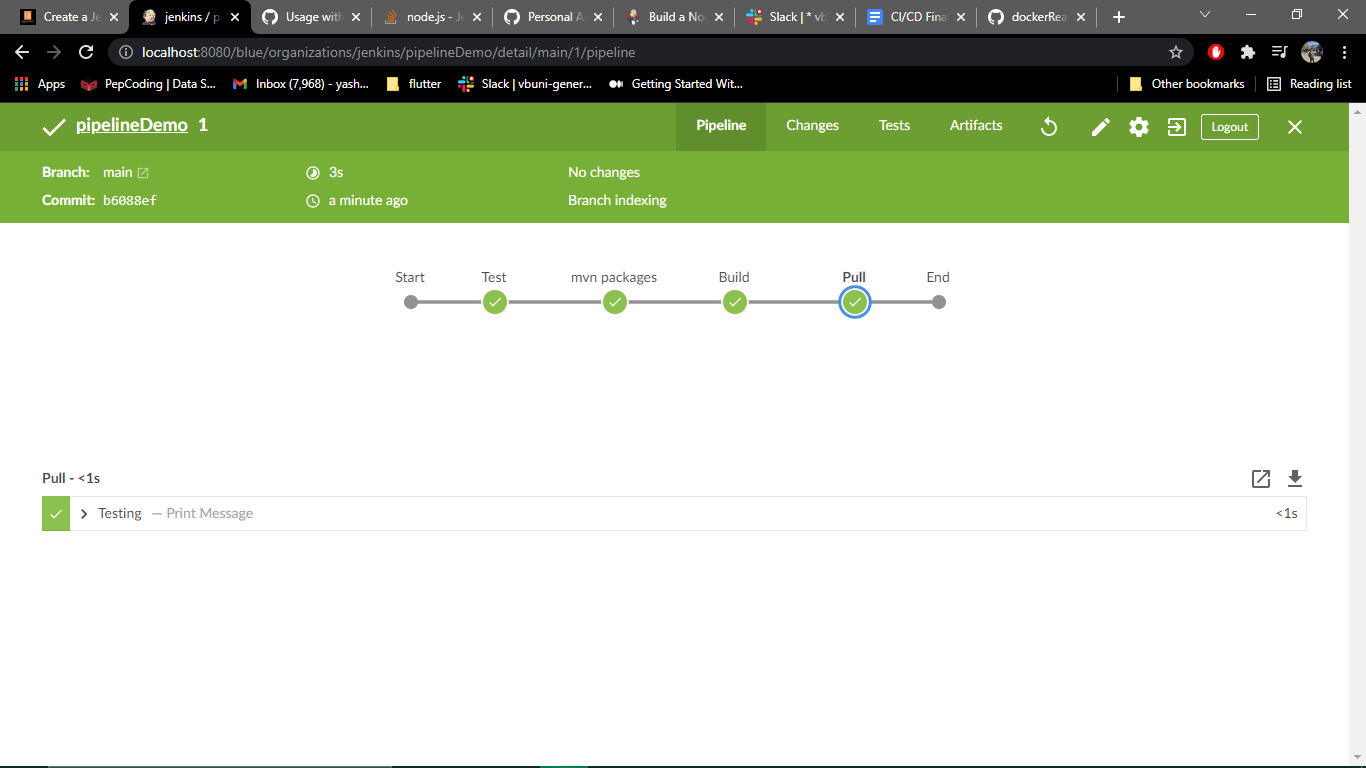 Create a Je
jenkins / p
Usage with
node.js - Je
Personal A
Build a No
Slack | * vb
CI/CD Fina
dockerRea
localhost:8080/blue/organizations/jenkins/pipelineDemo/detail/main/1/pipeline
Apps
PepCoding | Data S...
Inbox (7,968) - yash...
flutter
Slack | vbuni-gener...
Getting Started Wit...
Other bookmarks
Reading list
pipelineDemo 1
Pipeline
Changes
Tests
Artifacts
Logout
Branch: main
3s
No changes
Commit: b6088ef
a minute ago
Branch indexing
Start
Test
mvn packages
Build
Pull
End
Pull - <1s
Testing — Print Message
<1s